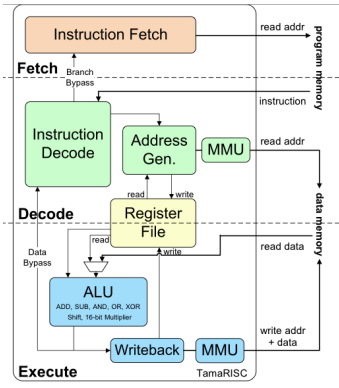 Instruction Fetch
read addr
program memory
Fetch
Branch
Bypass
instruction
Instruction
Decode
Address
Gen.
MMU
read addr
read
write
Decode
Register
File
data memory
read
write
read data
Data
Bypass
ALU
ADD, SUB, AND, OR, XOR
Shift, 16-bit Multiplier
write addr
+ data
Writeback
MMU
Execute
TamaRISC